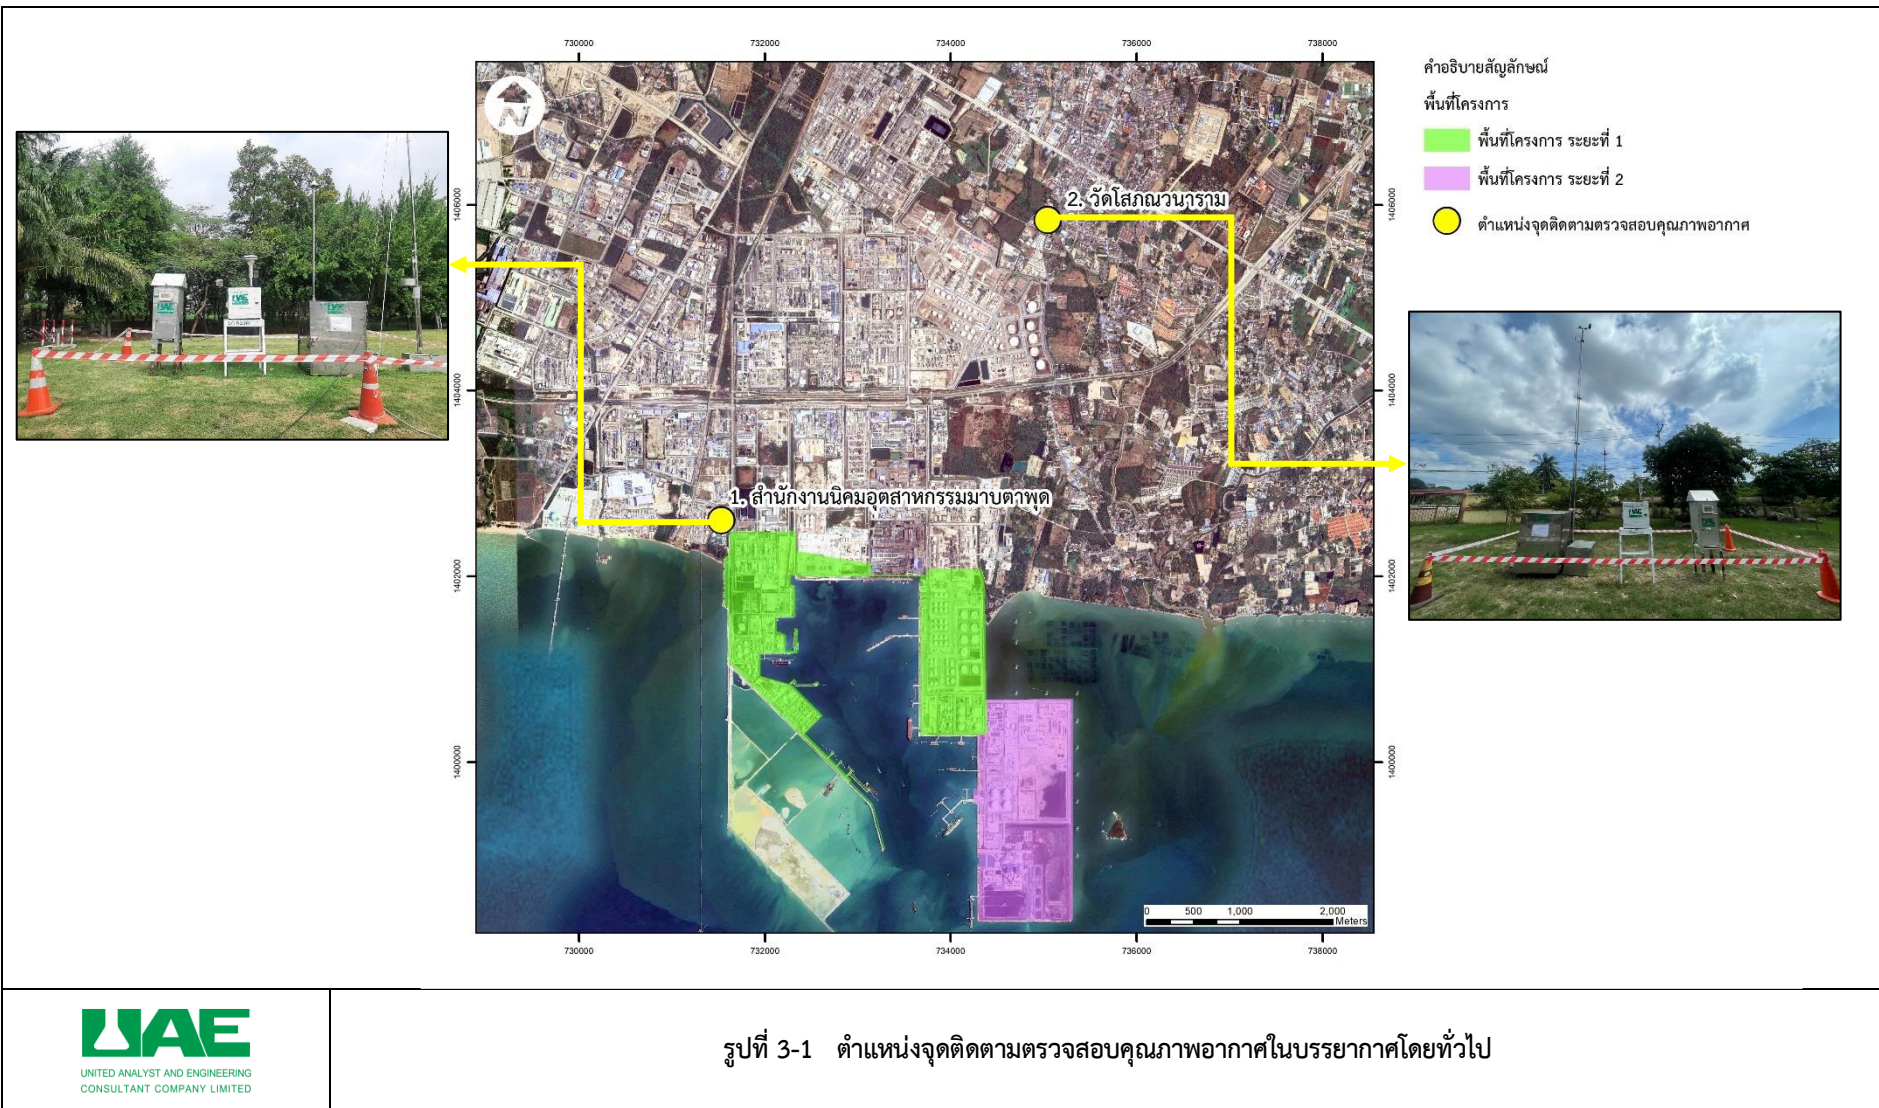 730000 732000 734000 736000 738000
คำอธิบายสัญลักษณ์
พื้นที่โครงการ
พื้นที่โครงการ ระยะที่ 1
พื้นที่โครงการ ระยะที่ 2
ตำแหน่งจุดติดตามตรวจสอบคุณภาพอากาศ
1406000 1406000
2. วัดโสภณวนาราม
N
UAE
UAE
UAE
1404000 1404000
1. สำนักงานนิคมอุตสาหกรรมมาบตาพุด
UAE
UAE
1402000 1402000
1400000 1400000
0 500 1,000 2,000
Meters
730000 732000 734000 736000 738000
UAE
UNITED ANALYST AND ENGINEERING
CONSULTANT COMPANY LIMITED
รูปที่ 3-1 ตำแหน่งจุดติดตามตรวจสอบคุณภาพอากาศในบรรยากาศโดยทั่วไป